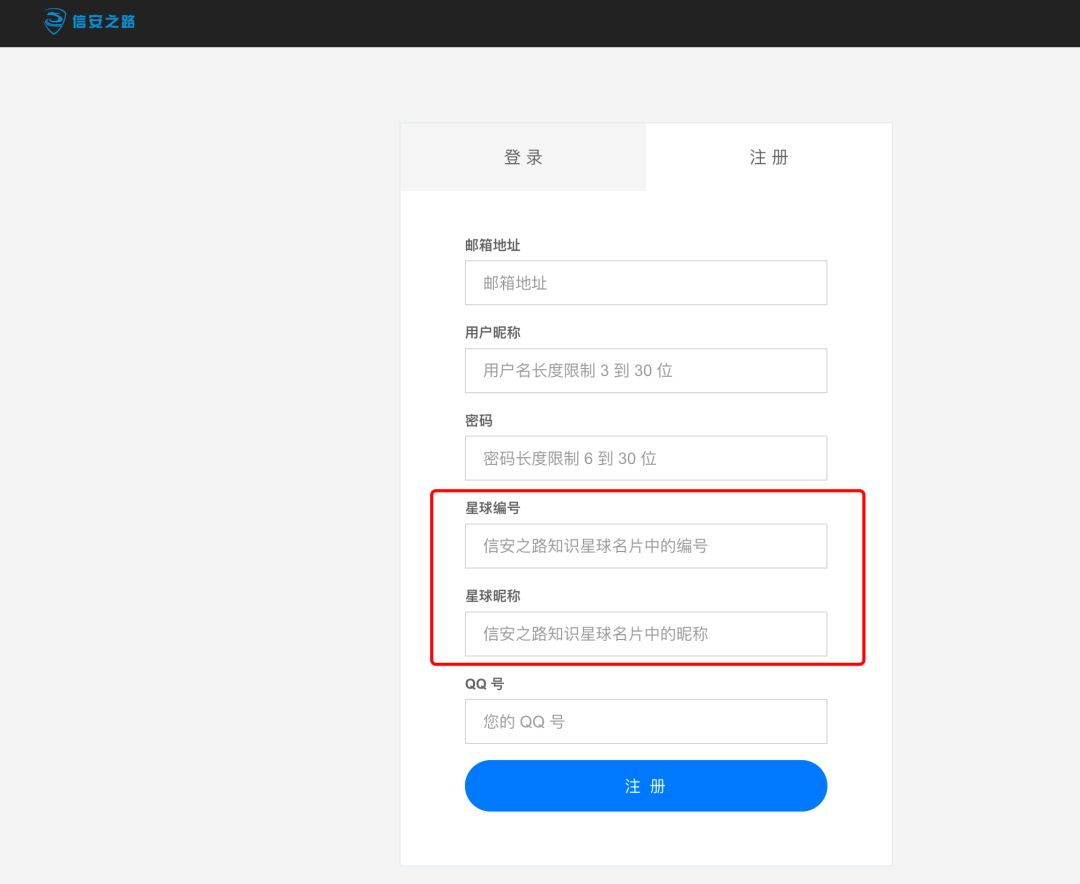 信安之路
登 录
注 册
邮箱地址
邮箱地址
用户昵称
用户名长度限制 3 到 30 位
密码
密码长度限制 6 到 30 位
星球编号
信安之路知识星球名片中的编号
星球昵称
信安之路知识星球名片中的昵称
QQ 号
您的 QQ 号
注 册